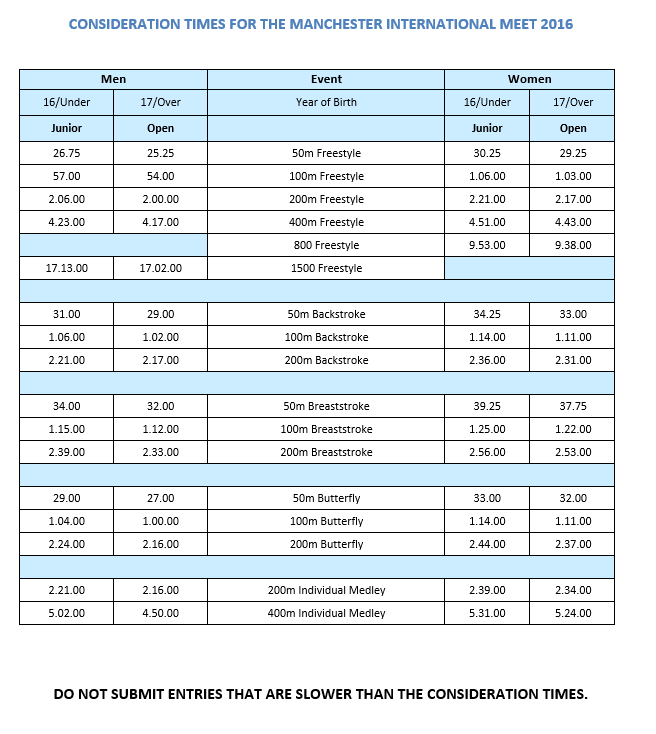 CONSIDERATION TIMES FOR THE MANCHESTER INTERNATIONAL MEET 2016
Men Event Women
16/Under 17/Over Year of Birth 16/Under 17/Over
Junior Open Junior Open
26.75 25.25 50m Freestyle 30.25 29.25
57.00 54.00 100m Freestyle 1.06.00 1.03.00
2.06.00 2.00.00 200m Freestyle 2.21.00 2.17.00
4.23.00 4.17.00 400m Freestyle 4.51.00 4.43.00
800 Freestyle 9.53.00 9.38.00
17.13.00 17.02.00 1500 Freestyle
31.00 29.00 50m Backstroke 34.25 33.00
1.06.00 1.02.00 100m Backstroke 1.14.00 1.11.00
2.21.00 2.17.00 200m Backstroke 2.36.00 2.31.00
34.00 32.00 50m Breaststroke 39.25 37.75
1.15.00 1.12.00 100m Breaststroke 1.25.00 1.22.00
2.39.00 2.33.00 200m Breaststroke 2.56.00 2.53.00
29.00 27.00 50m Butterfly 33.00 32.00
1.04.00 1.00.00 100m Butterfly 1.14.00 1.11.00
2.24.00 2.16.00 200m Butterfly 2.44.00 2.37.00
2.21.00 2.16.00 200m Individual Medley 2.39.00 2.34.00
5.02.00 4.50.00 400m Individual Medley 5.31.00 5.24.00
DO NOT SUBMIT ENTRIES THAT ARE SLOWER THAN THE CONSIDERATION TIMES.